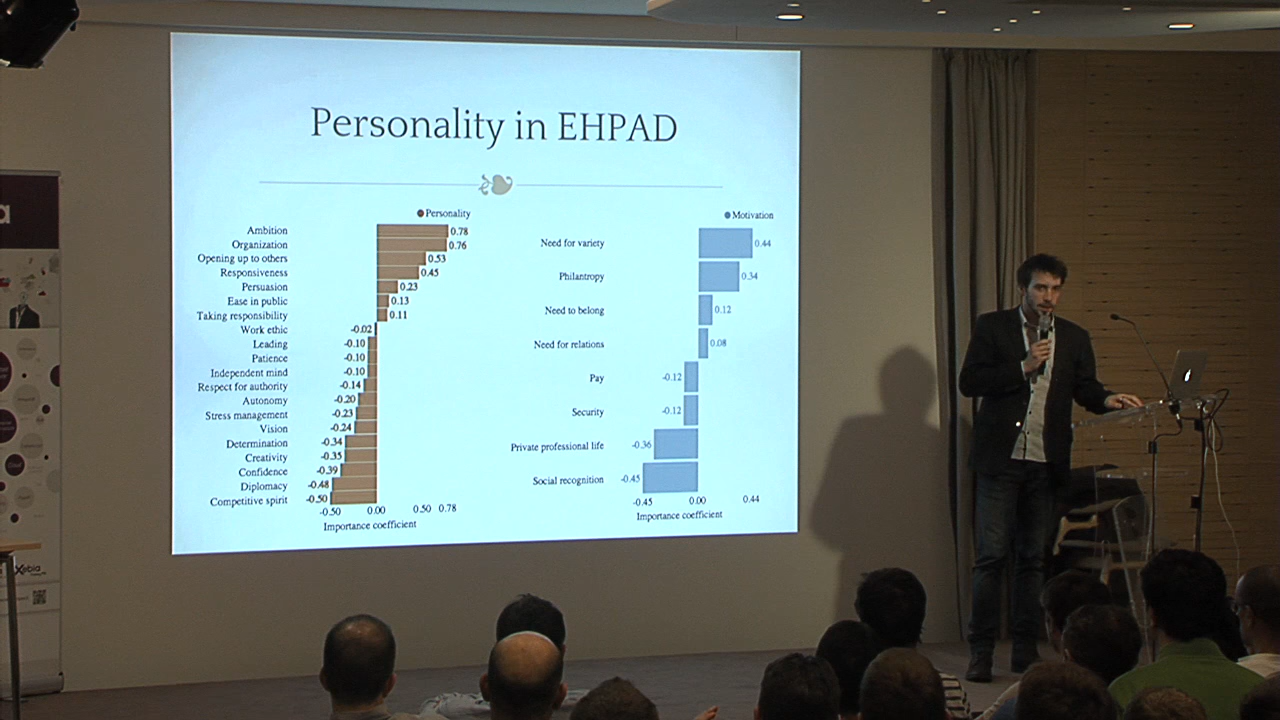 Personality in EHPAD
Personality
Ambition 0.78
Organization 0.76
Opening up to others 0.53
Responsiveness 0.45
Persuasion 0.23
Ease in public 0.13
Taking responsibility 0.11
Work ethic -0.02
Leading -0.10
Patience -0.10
Independent mind -0.10
Respect for authority -0.14
Autonomy -0.20
Stress management -0.23
Vision -0.24
Determination -0.34
Creativity -0.35
Confidence -0.39
Diplomacy -0.48
Competitive spirit -0.50
-0.50 0.00 0.50 0.78
Importance coefficient
Motivation
Need for variety 0.44
Philantropy 0.34
Need to belong 0.12
Need for relations 0.08
Pay -0.12
Security -0.12
Private professional life -0.36
Social recognition -0.45
-0.45 0.00 0.44
Importance coefficient
a
Xebia